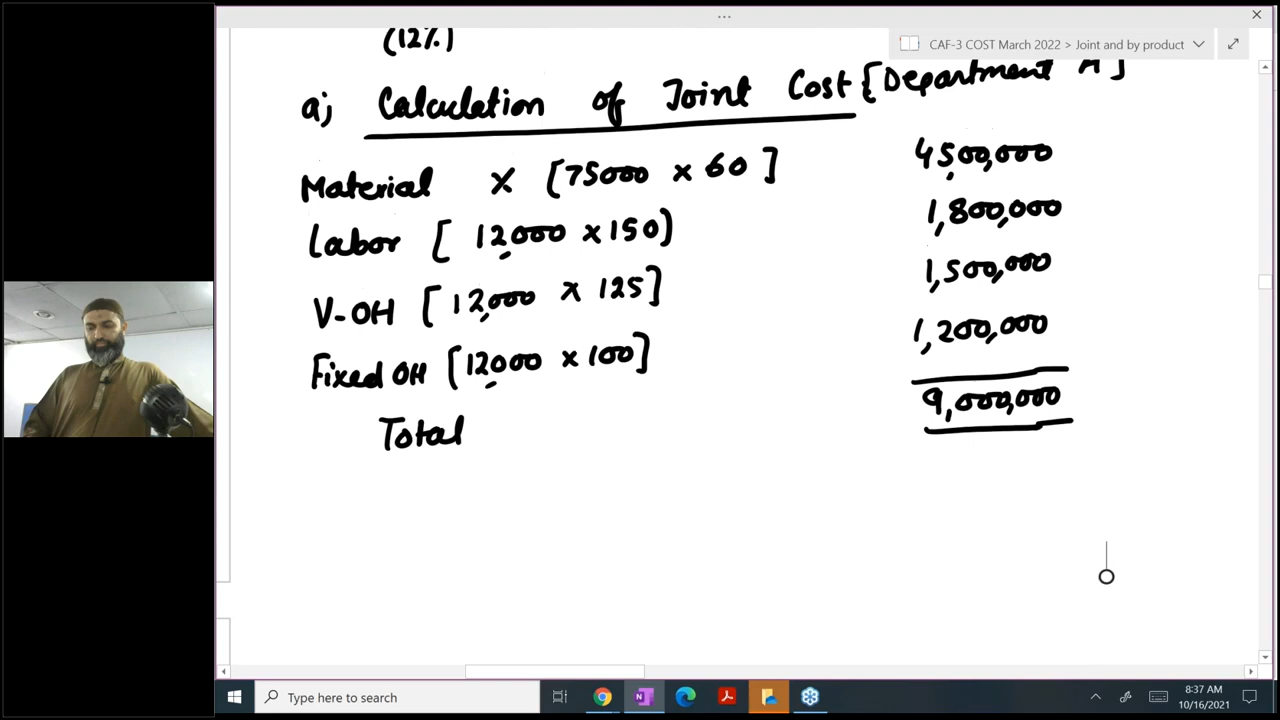 ...
×
(12%)
CAF-3 COST March 2022 > Joint and by product
a; Calculation of Joint Cost [Department A]
Material X [75000 x 60] 4,500,000
Labor [12,000 x 150] 1,800,000
V-OH [12,000 x 125] 1,500,000
Fixed OH [12,000 x 100] 1,200,000
Total 9,000,000
Type here to search
8:37 AM
10/16/2021